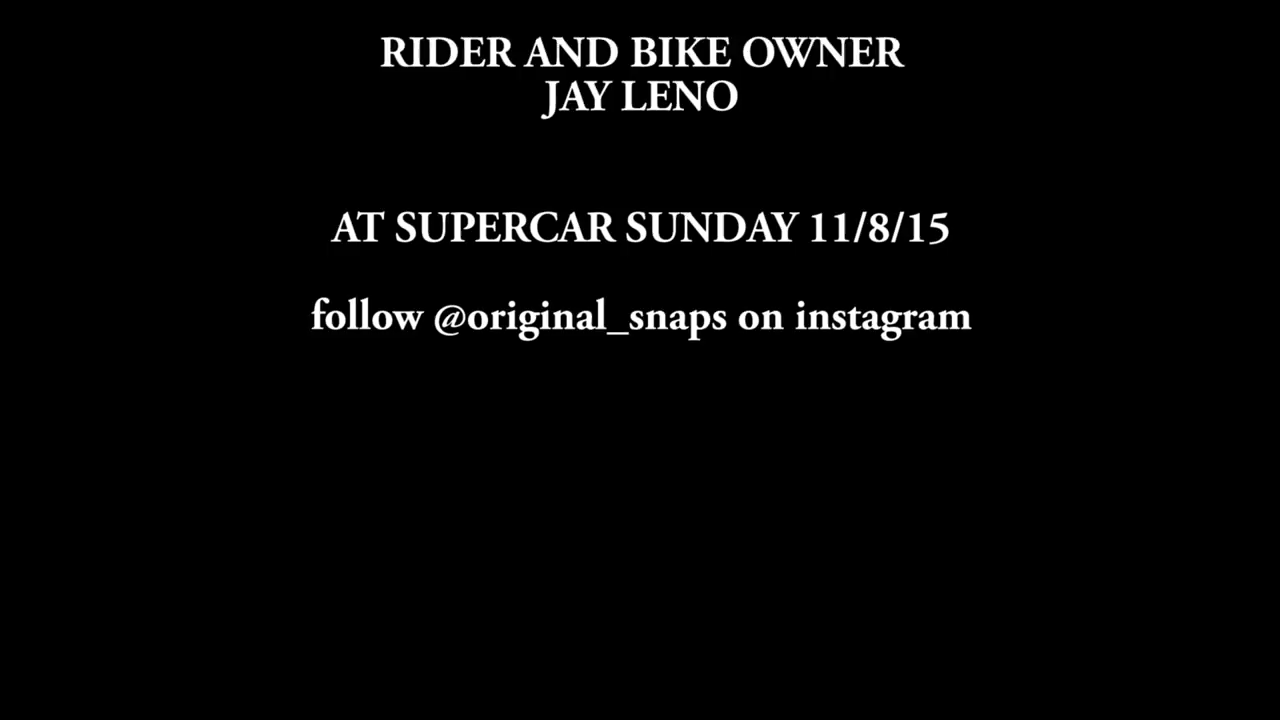 RIDER AND BIKE OWNER
JAY LENO
AT SUPERCAR SUNDAY 11/8/15
follow @original_snaps on instagram